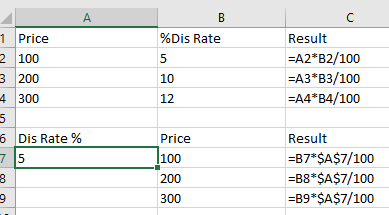 A B C
1 Price %Dis Rate Result
2 100 5 =A2*B2/100
3 200 10 =A3*B3/100
4 300 12 =A4*B4/100
5
6 Dis Rate % Price Result
7 5 100 =B7*$A$7/100
8 200 =B8*$A$7/100
9 300 =B9*$A$7/100